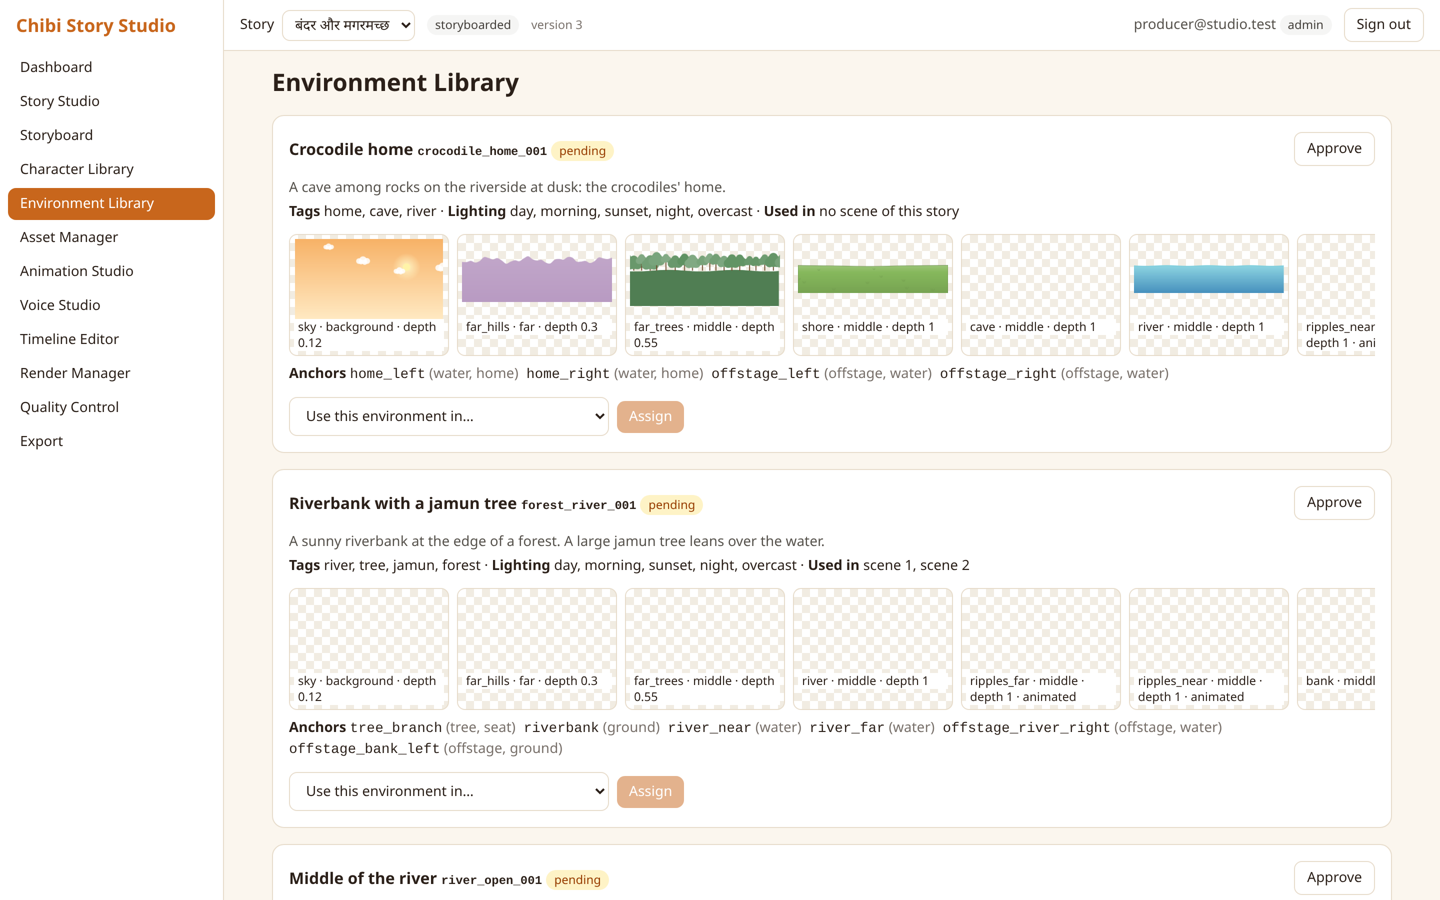 Chibi Story Studio
Story बंदर और मगरमच्छ storyboarded version 3 producer@studio.test admin Sign out
Dashboard
Story Studio
Storyboard
Character Library
Environment Library
Asset Manager
Animation Studio
Voice Studio
Timeline Editor
Render Manager
Quality Control
Export
Environment Library
Crocodile home crocodile_home_001 pending Approve
A cave among rocks on the riverside at dusk: the crocodiles' home.
Tags home, cave, river · Lighting day, morning, sunset, night, overcast · Used in no scene of this story
sky · background · depth
0.12
far_hills · far · depth 0.3
far_trees · middle · depth
0.55
shore · middle · depth 1
cave · middle · depth 1
river · middle · depth 1
ripples_near
depth 1 · ani
Anchors home_left (water, home) home_right (water, home) offstage_left (offstage, water) offstage_right (offstage, water)
Use this environment in... Assign
Riverbank with a jamun tree forest_river_001 pending Approve
A sunny riverbank at the edge of a forest. A large jamun tree leans over the water.
Tags river, tree, jamun, forest · Lighting day, morning, sunset, night, overcast · Used in scene 1, scene 2
sky · background · depth
0.12
far_hills · far · depth 0.3
far_trees · middle · depth
0.55
river · middle · depth 1
ripples_far · middle ·
depth 1 · animated
ripples_near · middle ·
depth 1 · animated
bank · middl
Anchors tree_branch (tree, seat) riverbank (ground) river_near (water) river_far (water) offstage_river_right (offstage, water)
offstage_bank_left (offstage, ground)
Use this environment in... Assign
Middle of the river river_open_001 pending Approve